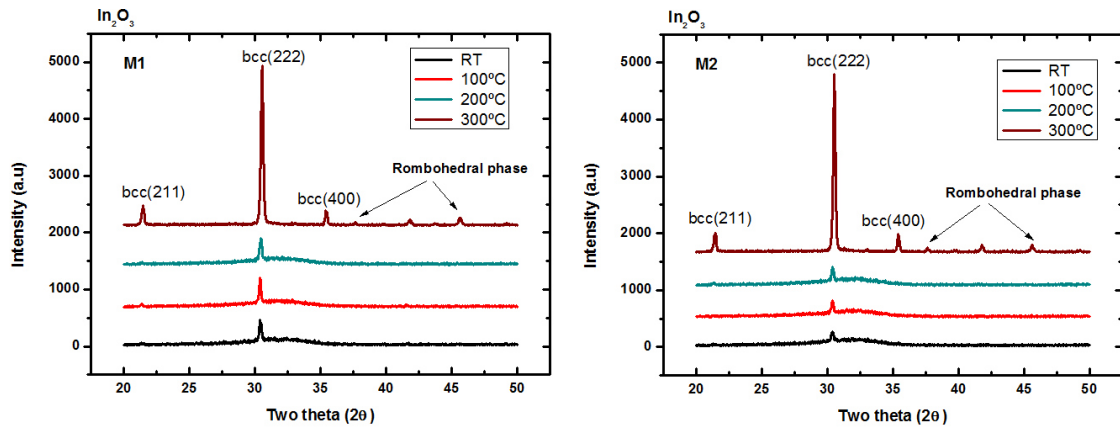 In₂O₃
M1
bcc(222)
RT
100ºC
200ºC
300ºC
Rombohedral phase
bcc(211)
bcc(400)
Intensity (a.u)
5000
4000
3000
2000
1000
0
20 25 30 35 40 45 50
Two theta (2θ)
In₂O₃
M2
bcc(222)
RT
100ºC
200ºC
300ºC
Rombohedral phase
bcc(211)
bcc(400)
Intensity (a.u)
5000
4000
3000
2000
1000
0
20 25 30 35 40 45 50
Two theta (2θ)